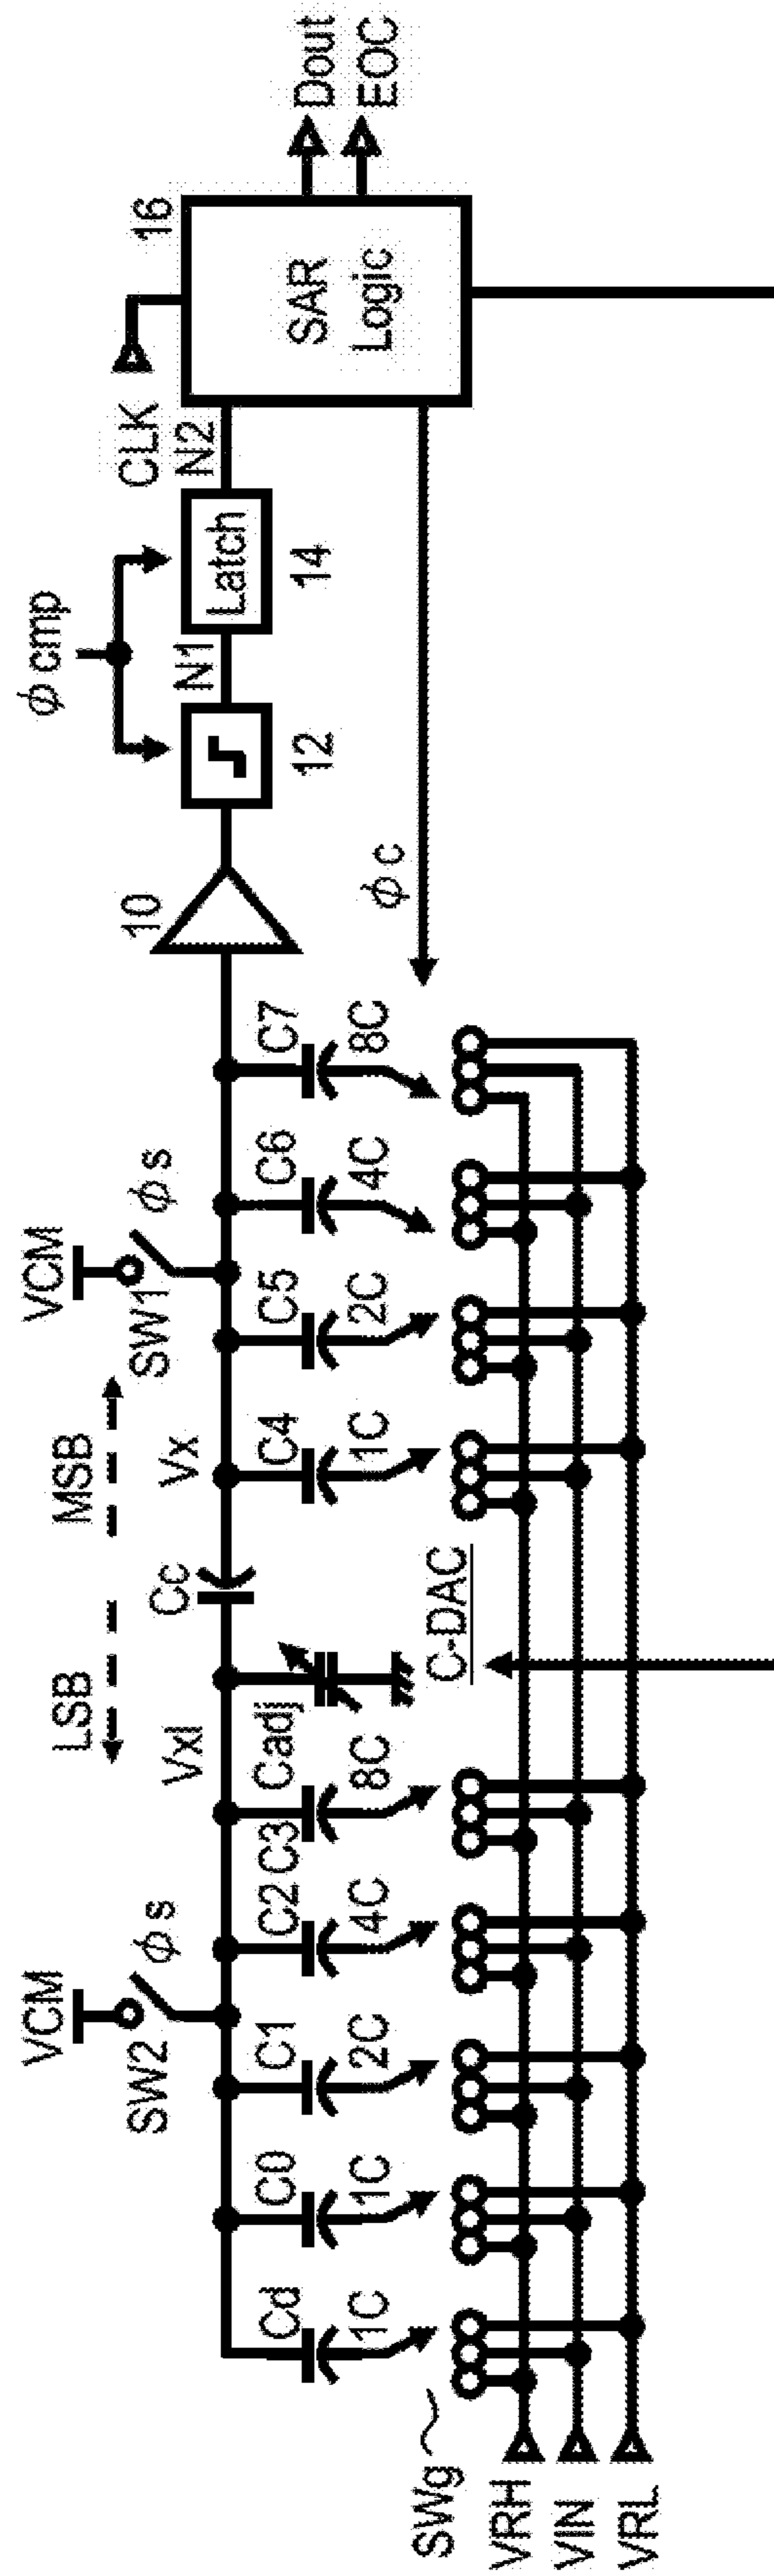 VCM
VCM
LSB
MSB
φ cmp
CLK
16
SW2
φ s
SW1
φ s
10
Vxl
Cc
Vx
N1
N2
Dout
EOC
Cd
C0
C1
C2
C3
Cadj
C4
C5
C6
C7
12
Latch
14
SAR
Logic
1C
1C
2C
4C
8C
1C
2C
4C
8C
φ c
C-DAC
SWg
VRH
VIN
VRL